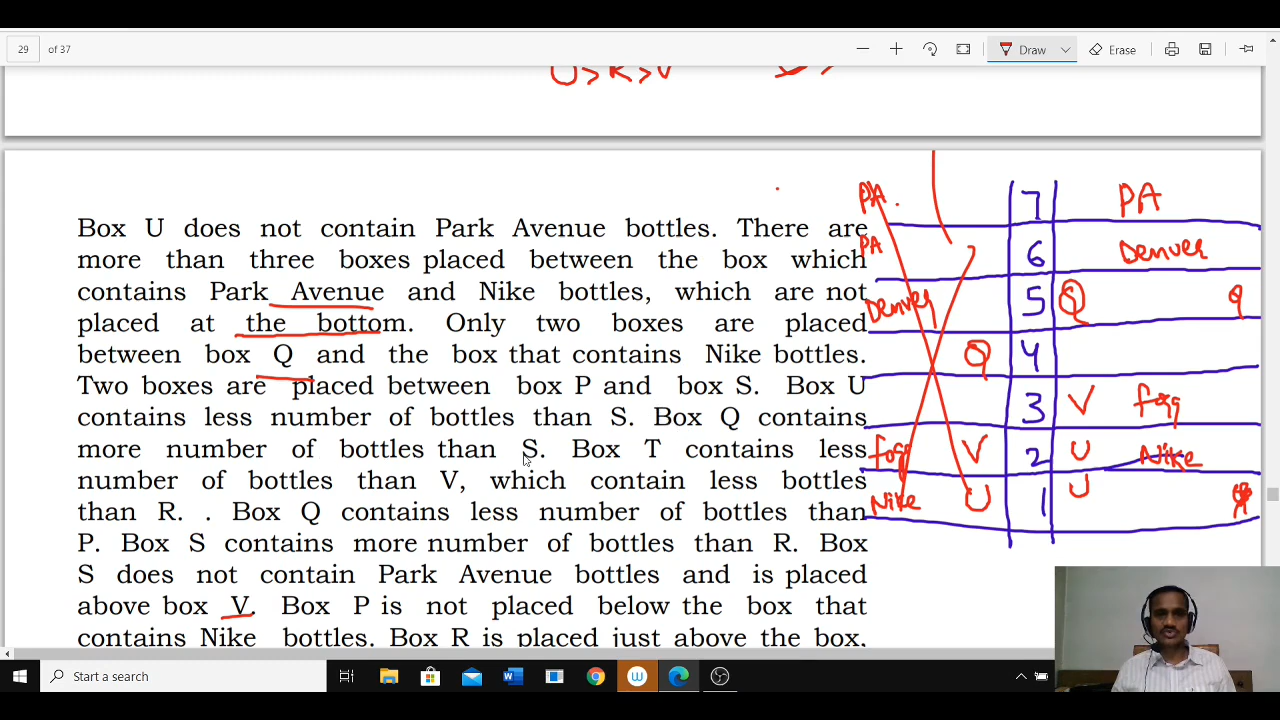 29 of 37
Draw
Erase
U > R > V
Box U does not contain Park Avenue bottles. There are
more than three boxes placed between the box which
contains Park Avenue and Nike bottles, which are not
placed at the bottom. Only two boxes are placed
between box Q and the box that contains Nike bottles.
Two boxes are placed between box P and box S. Box U
contains less number of bottles than S. Box Q contains
more number of bottles than S. Box T contains less
number of bottles than V, which contain less bottles
than R. . Box Q contains less number of bottles than
P. Box S contains more number of bottles than R. Box
S does not contain Park Avenue bottles and is placed
above box V. Box P is not placed below the box that
contains Nike bottles. Box R is placed just above the box,
PA 7 PA
PA 6 Denver
Denver 5 Q Q
Q 4
3 V Fogg
Fogg V 2 U Nike
Nike U 1 U
Type here to search